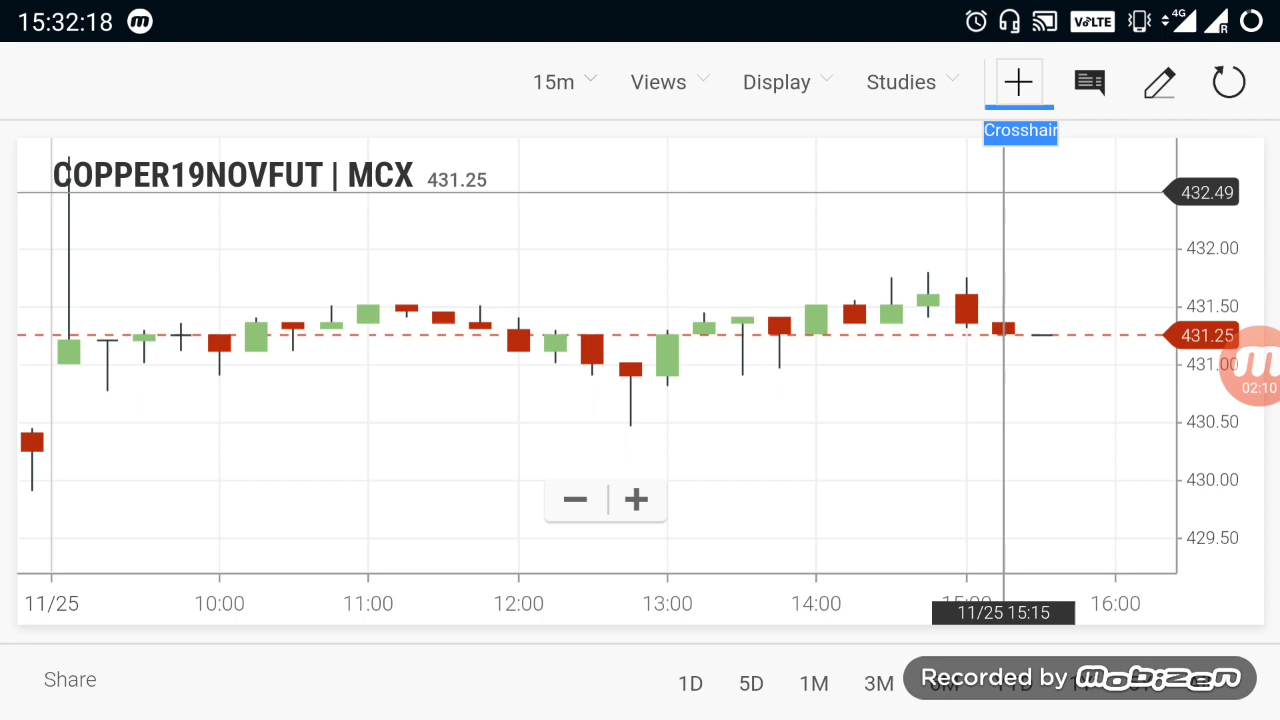 15:32:18
4G
VoLTE
R
15m Views Display Studies
Crosshair
COPPER19NOVFUT | MCX 431.25
432.49
432.00
431.50
431.25
431.00
02:10
430.50
430.00
429.50
11/25 10:00 11:00 12:00 13:00 14:00 15:00 16:00
11/25 15:15
Share 1D 5D 1M 3M
Recorded by mobizen